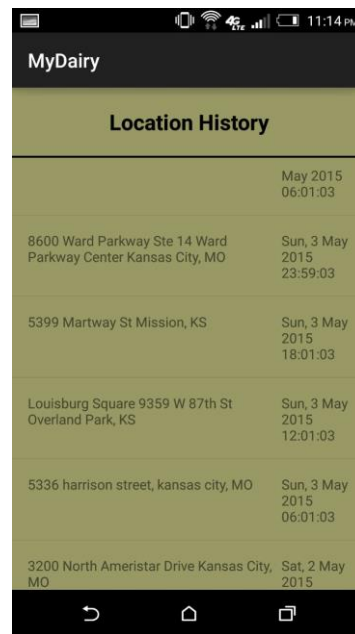 4G LTE 11:14 PM
MyDairy
Location History
May 2015
06:01:03
8600 Ward Parkway Ste 14 Ward
Parkway Center Kansas City, MO
Sun, 3 May
2015
23:59:03
5399 Martway St Mission, KS
Sun, 3 May
2015
18:01:03
Louisburg Square 9359 W 87th St
Overland Park, KS
Sun, 3 May
2015
12:01:03
5336 harrison street, kansas city, MO
Sun, 3 May
2015
06:01:03
3200 North Ameristar Drive Kansas City,
MO
Sat, 2 May
2015